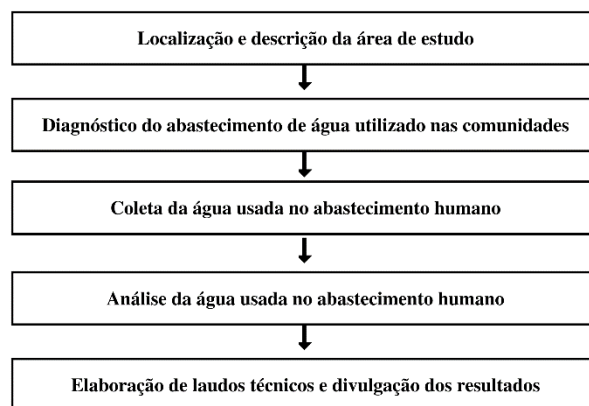 Localização e descrição da área de estudo
Diagnóstico do abastecimento de água utilizado nas comunidades
Coleta da água usada no abastecimento humano
Análise da água usada no abastecimento humano
Elaboração de laudos técnicos e divulgação dos resultados